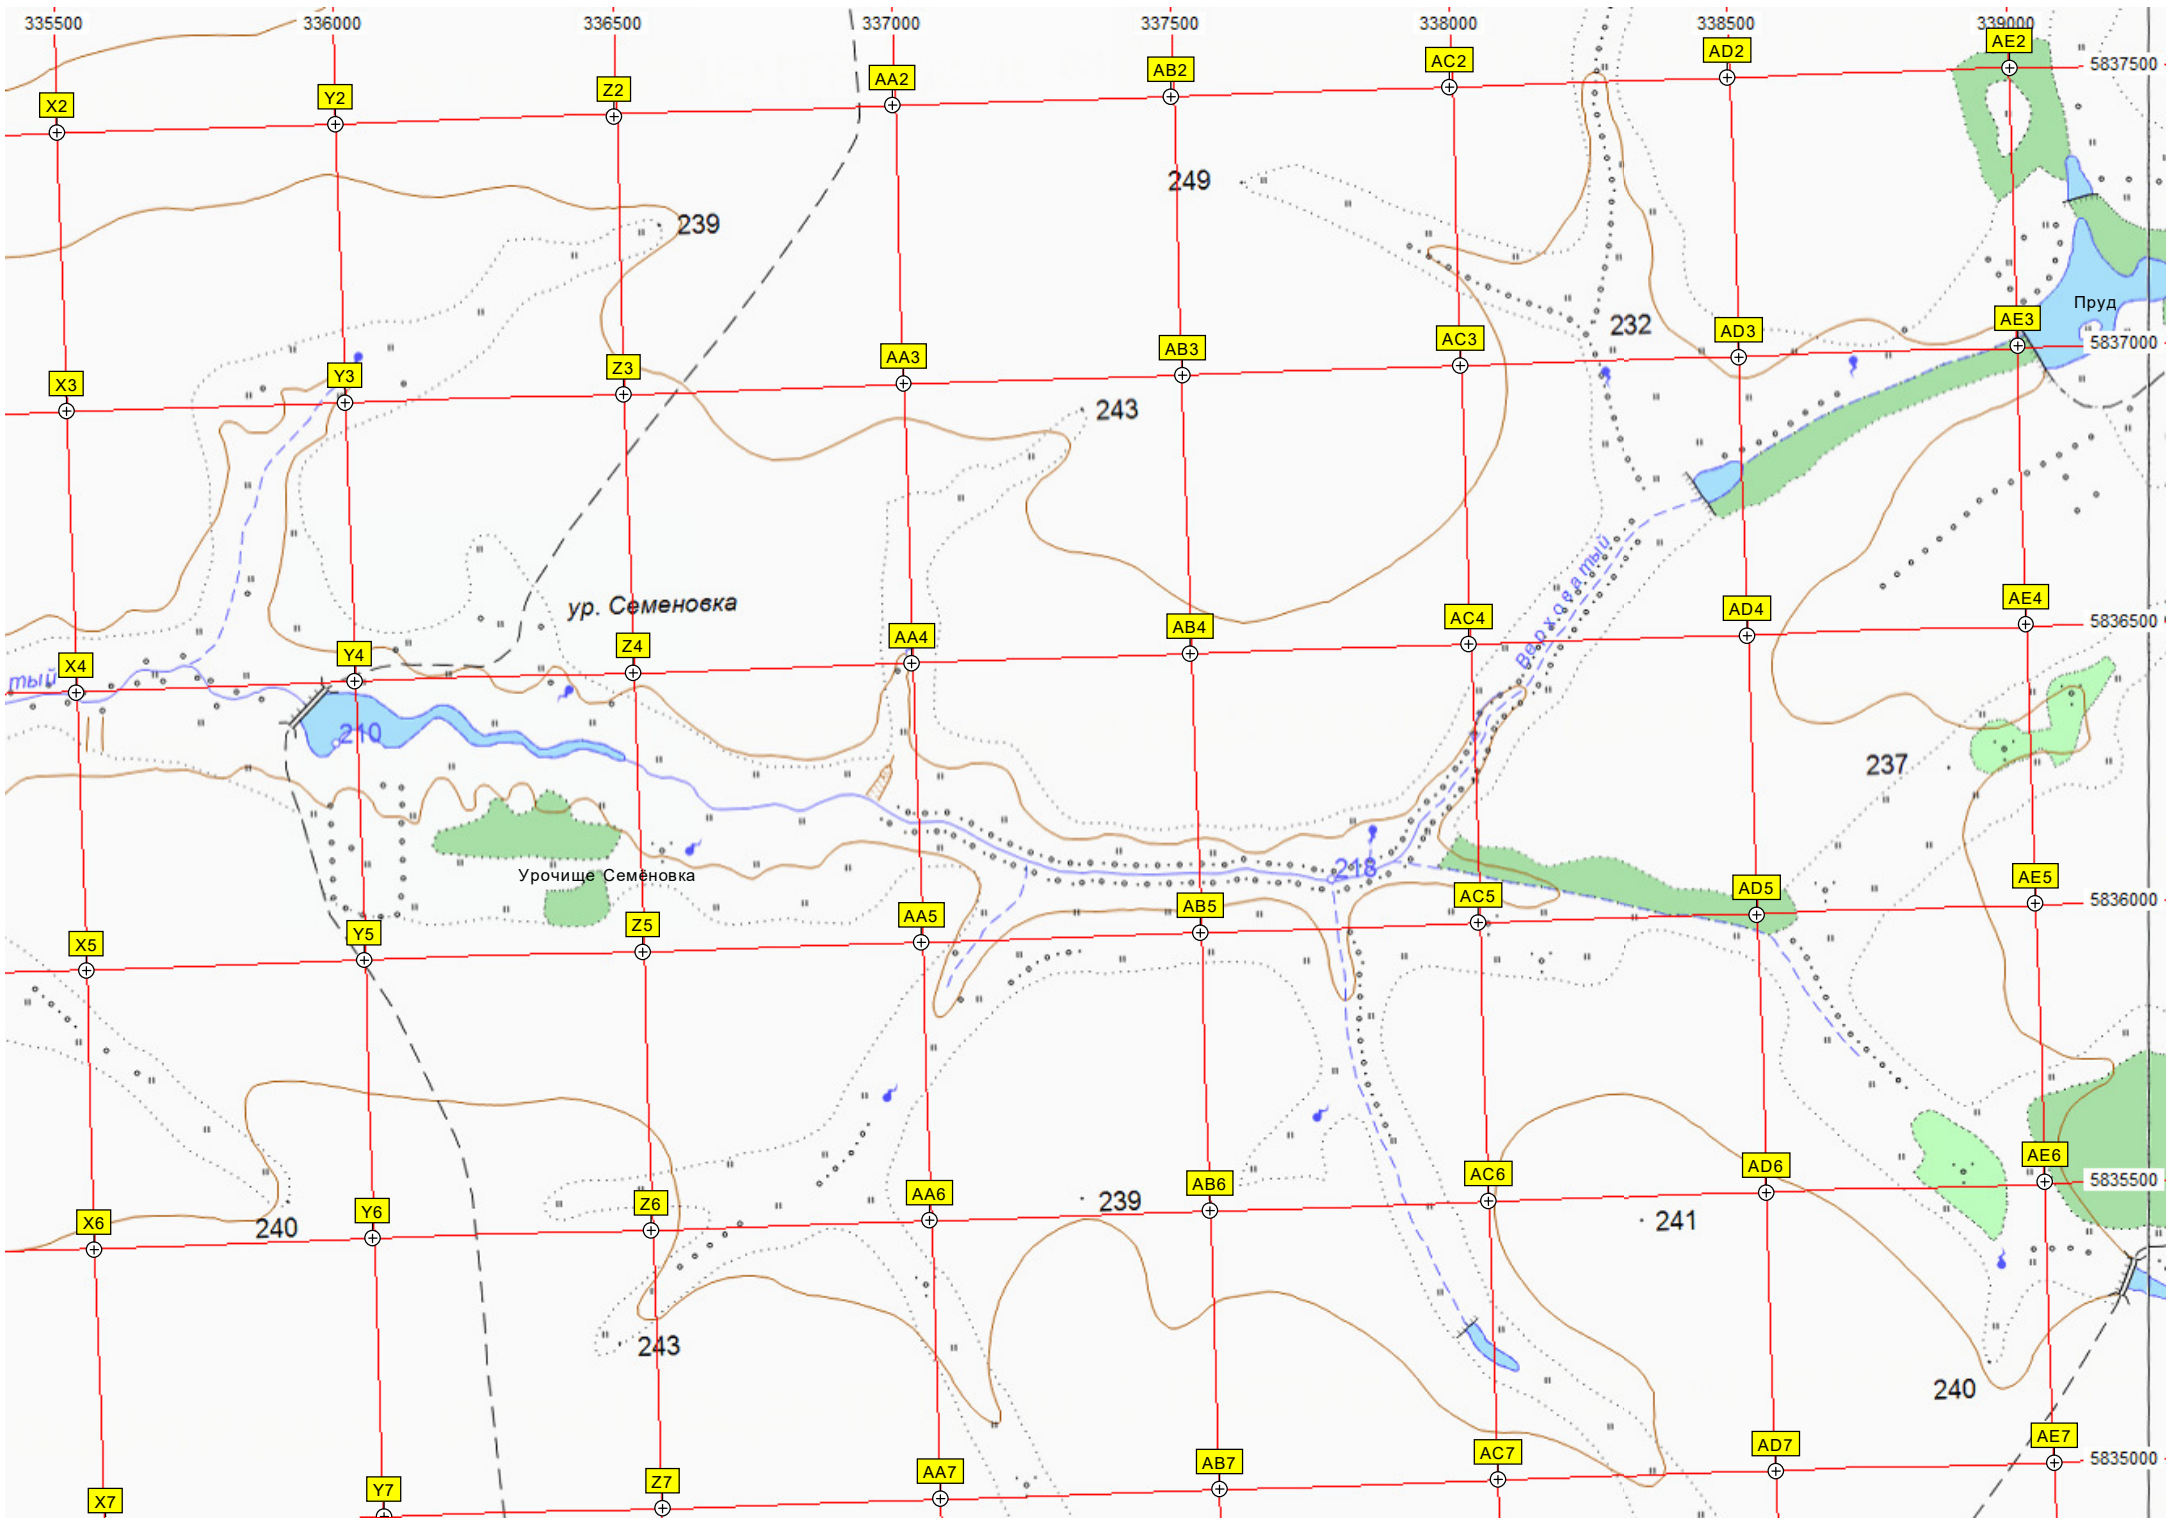 335500 336000 336500 337000 337500 338000 338500 339000
X2 Y2 Z2 AA2 AB2 AC2 AD2 AE2 5837500
249
239
232
Пруд
X3 Y3 Z3 AA3 AB3 AC3 AD3 AE3 5837000
243
Верховатый
ур. Семеновка
X4 Y4 Z4 AA4 AB4 AC4 AD4 AE4 5836500
тый
210
237
218
Урочище Семёновка
X5 Y5 Z5 AA5 AB5 AC5 AD5 AE5 5836000
X6 Y6 Z6 AA6 AB6 AC6 AD6 AE6 5835500
240
239
241
243
240
X7 Y7 Z7 AA7 AB7 AC7 AD7 AE7 5835000